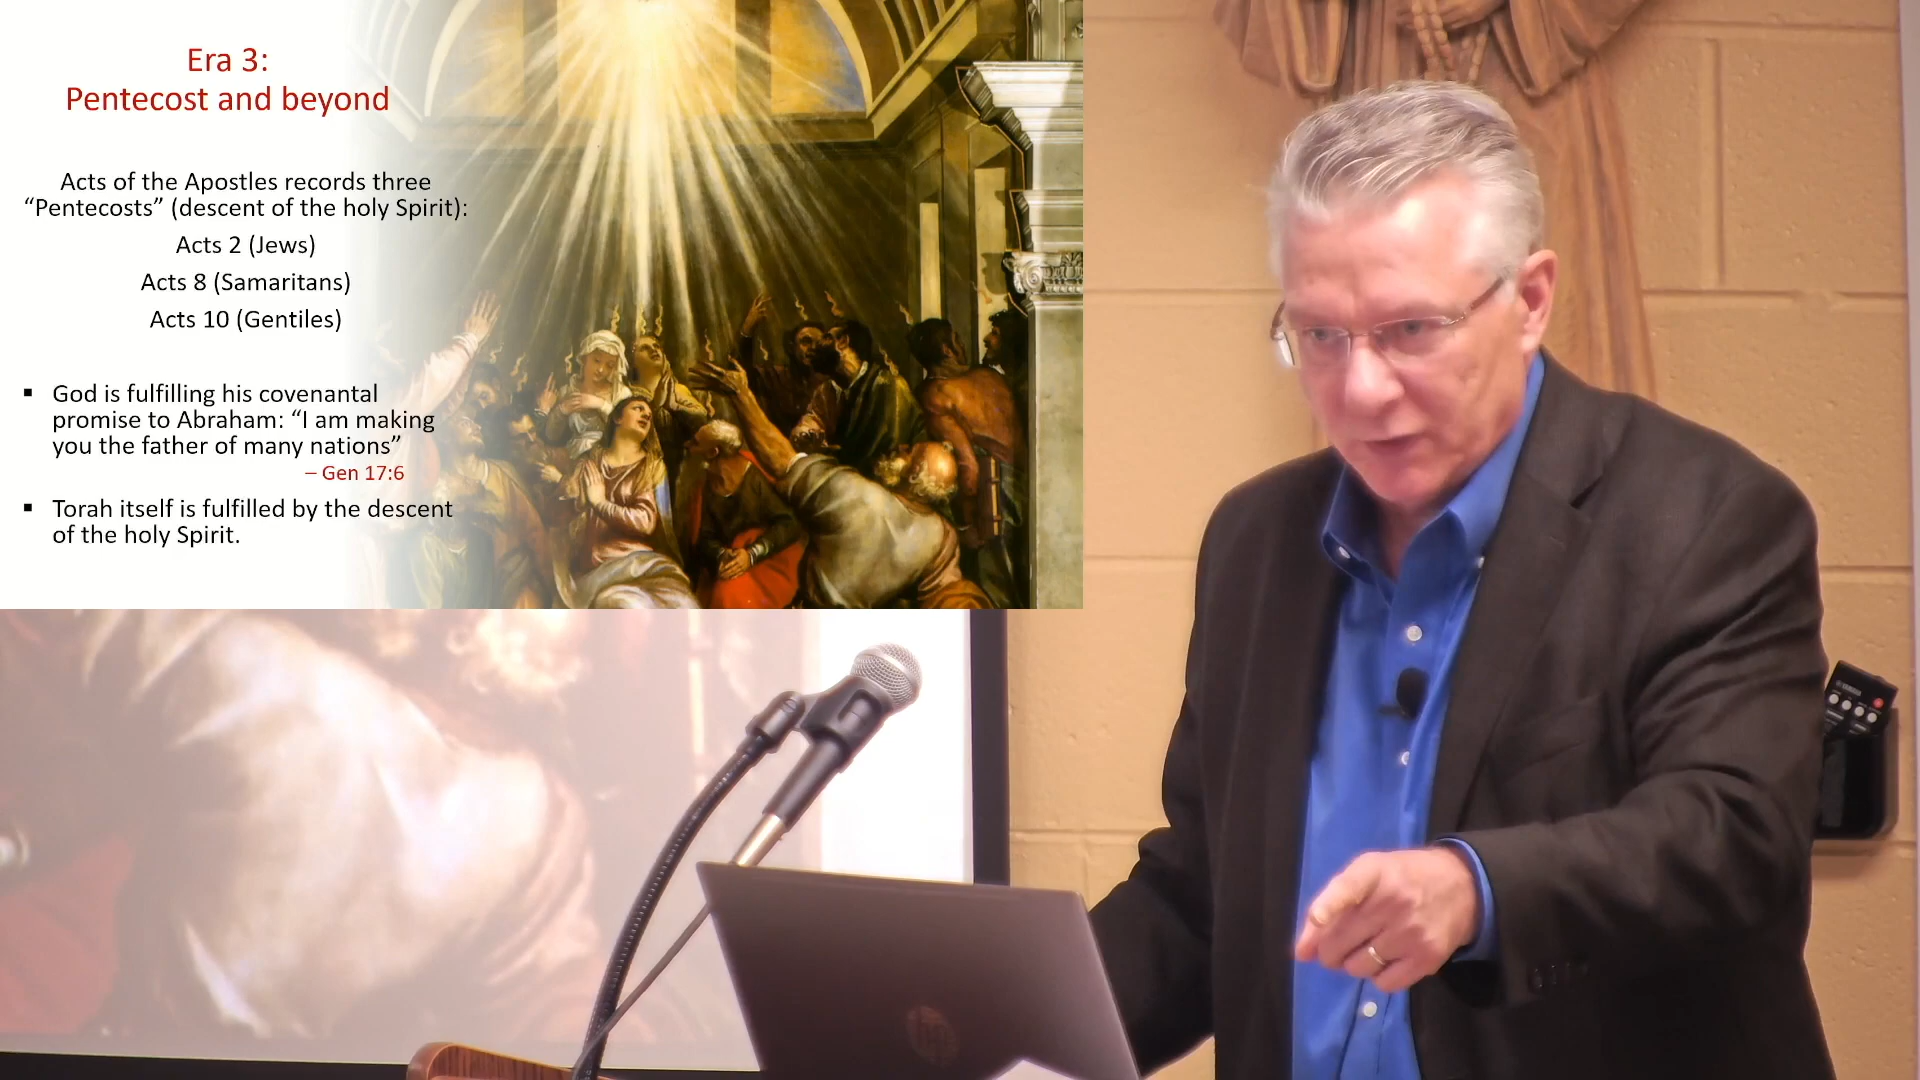 Era 3:
Pentecost and beyond
Acts of the Apostles records three
“Pentecosts” (descent of the holy Spirit):
Acts 2 (Jews)
Acts 8 (Samaritans)
Acts 10 (Gentiles)
▪ God is fulfilling his covenantal
promise to Abraham: “I am making
you the father of many nations”
– Gen 17:6
▪ Torah itself is fulfilled by the descent
of the holy Spirit.
YAMAHA
hp